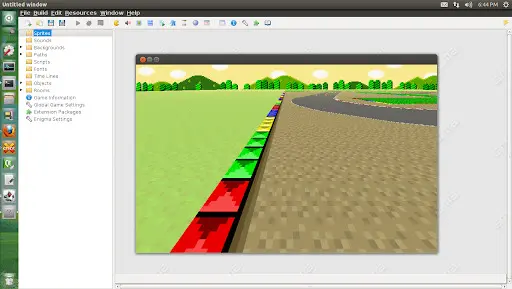 Untitled window
6:44 PM
File Build Edit Resources Window Help
Sprites
Sounds
Backgrounds
Paths
Scripts
Fonts
Time Lines
Objects
Rooms
Game Information
Global Game Settings
Extension Packages
Enigma Settings